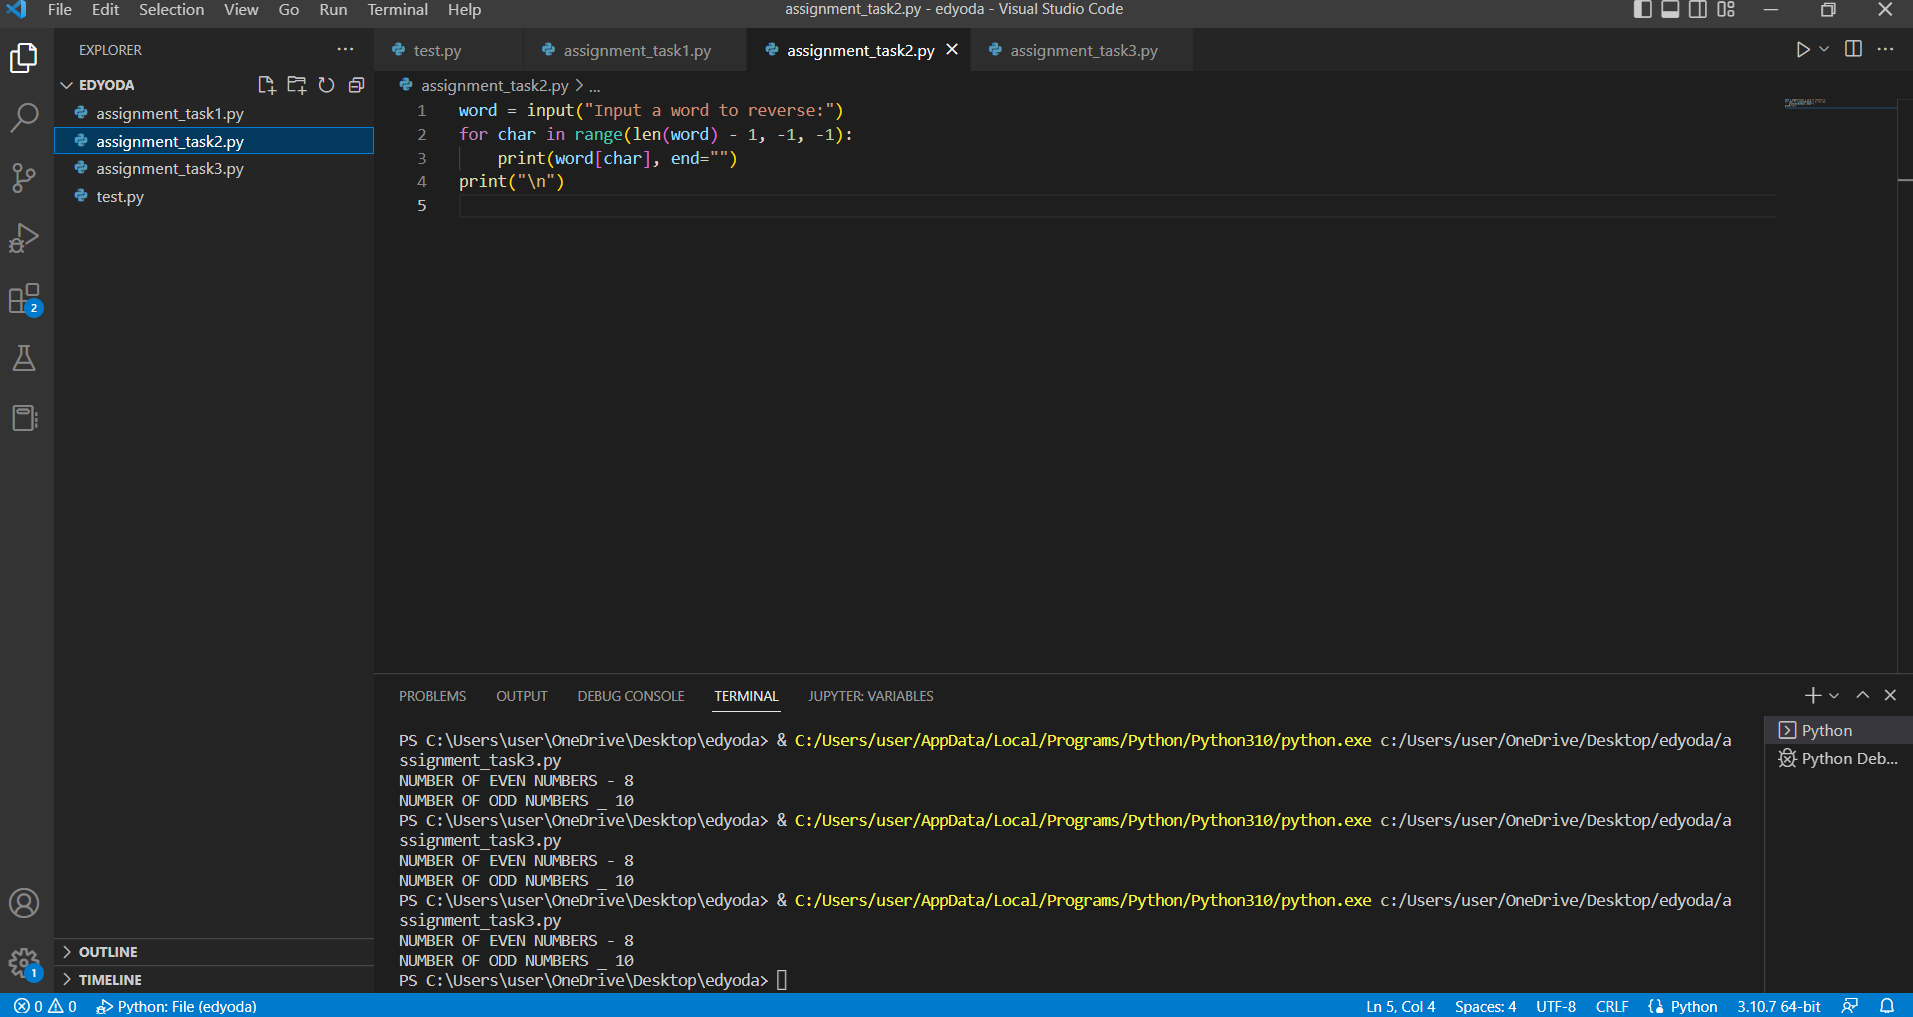 File Edit Selection View Go Run Terminal Help
assignment_task2.py - edyoda - Visual Studio Code
EXPLORER
EDYODA
assignment_task1.py
assignment_task2.py
assignment_task3.py
test.py
OUTLINE
TIMELINE
2
1
test.py assignment_task1.py assignment_task2.py assignment_task3.py
assignment_task2.py > ...
1 word = input("Input a word to reverse:")
2 for char in range(len(word) - 1, -1, -1):
3     print(word[char], end="")
4 print("\n")
5
PROBLEMS OUTPUT DEBUG CONSOLE TERMINAL JUPYTER: VARIABLES
PS C:\Users\user\OneDrive\Desktop\edyoda> & C:/Users/user/AppData/Local/Programs/Python/Python310/python.exe c:/Users/user/OneDrive/Desktop/edyoda/a
ssignment_task3.py
NUMBER OF EVEN NUMBERS - 8
NUMBER OF ODD NUMBERS _ 10
PS C:\Users\user\OneDrive\Desktop\edyoda> & C:/Users/user/AppData/Local/Programs/Python/Python310/python.exe c:/Users/user/OneDrive/Desktop/edyoda/a
ssignment_task3.py
NUMBER OF EVEN NUMBERS - 8
NUMBER OF ODD NUMBERS _ 10
PS C:\Users\user\OneDrive\Desktop\edyoda> & C:/Users/user/AppData/Local/Programs/Python/Python310/python.exe c:/Users/user/OneDrive/Desktop/edyoda/a
ssignment_task3.py
NUMBER OF EVEN NUMBERS - 8
NUMBER OF ODD NUMBERS _ 10
PS C:\Users\user\OneDrive\Desktop\edyoda>
Python
Python Deb...
0 0 Python: File (edyoda) Ln 5, Col 4 Spaces: 4 UTF-8 CRLF Python 3.10.7 64-bit